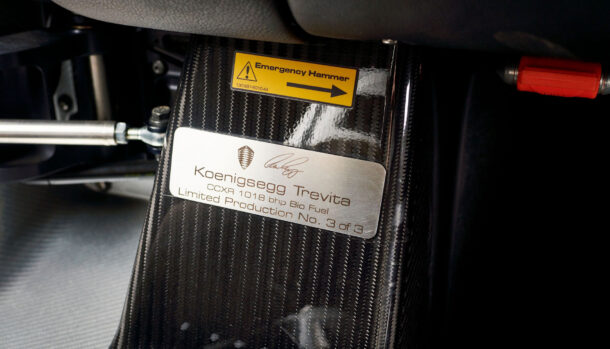 Emergency Hammer
Koenigsegg Trevita
CCXR 1018 bhp Bio Fuel
Limited Production No. 3 of 3